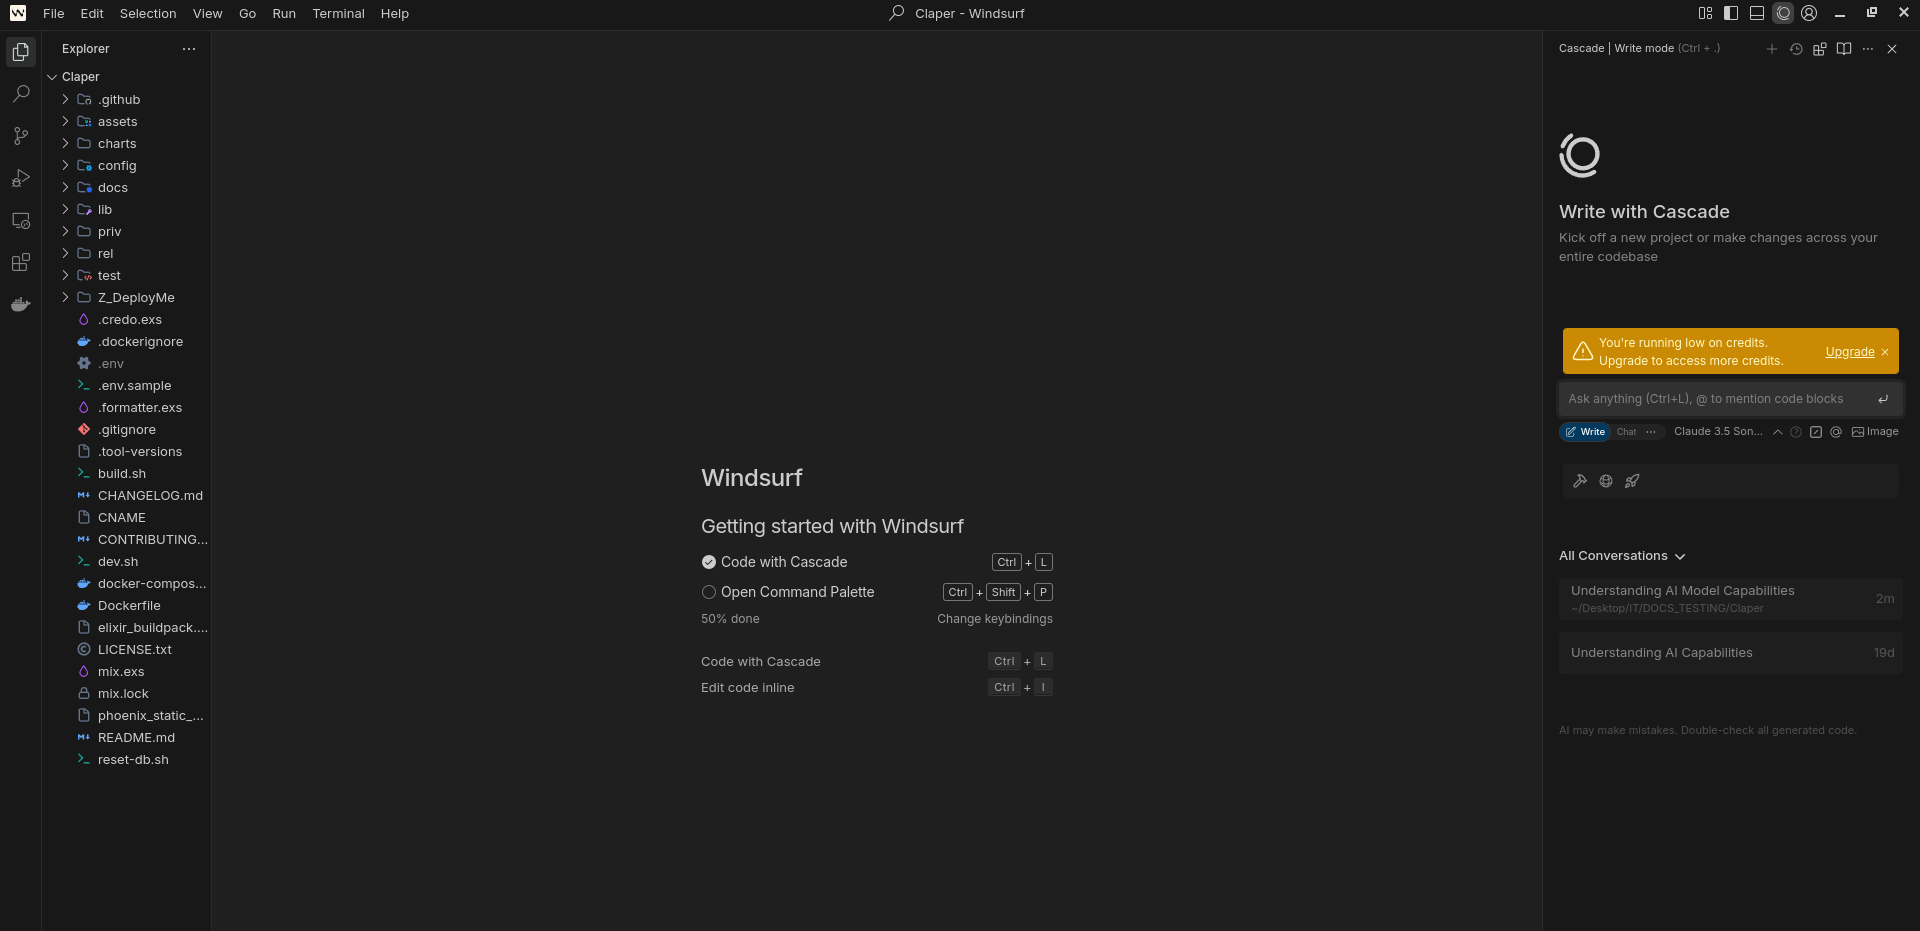 File Edit Selection View Go Run Terminal Help
Claper - Windsurf
Explorer
Claper
.github
assets
charts
config
docs
lib
priv
rel
test
Z_DeployMe
.credo.exs
.dockerignore
.env
.env.sample
.formatter.exs
.gitignore
.tool-versions
build.sh
CHANGELOG.md
CNAME
CONTRIBUTING...
dev.sh
docker-compos...
Dockerfile
elixir_buildpack....
LICENSE.txt
mix.exs
mix.lock
phoenix_static_...
README.md
reset-db.sh
Windsurf
Getting started with Windsurf
Code with Cascade Ctrl + L
Open Command Palette Ctrl + Shift + P
50% done Change keybindings
Code with Cascade Ctrl + L
Edit code inline Ctrl + I
Cascade | Write mode (Ctrl + .)
Write with Cascade
Kick off a new project or make changes across your
entire codebase
You're running low on credits.
Upgrade to access more credits.
Upgrade
Ask anything (Ctrl+L), @ to mention code blocks
Write Chat ... Claude 3.5 Son... Image
All Conversations
Understanding AI Model Capabilities 2m
~/Desktop/IT/DOCS_TESTING/Claper
Understanding AI Capabilities 19d
AI may make mistakes. Double-check all generated code.